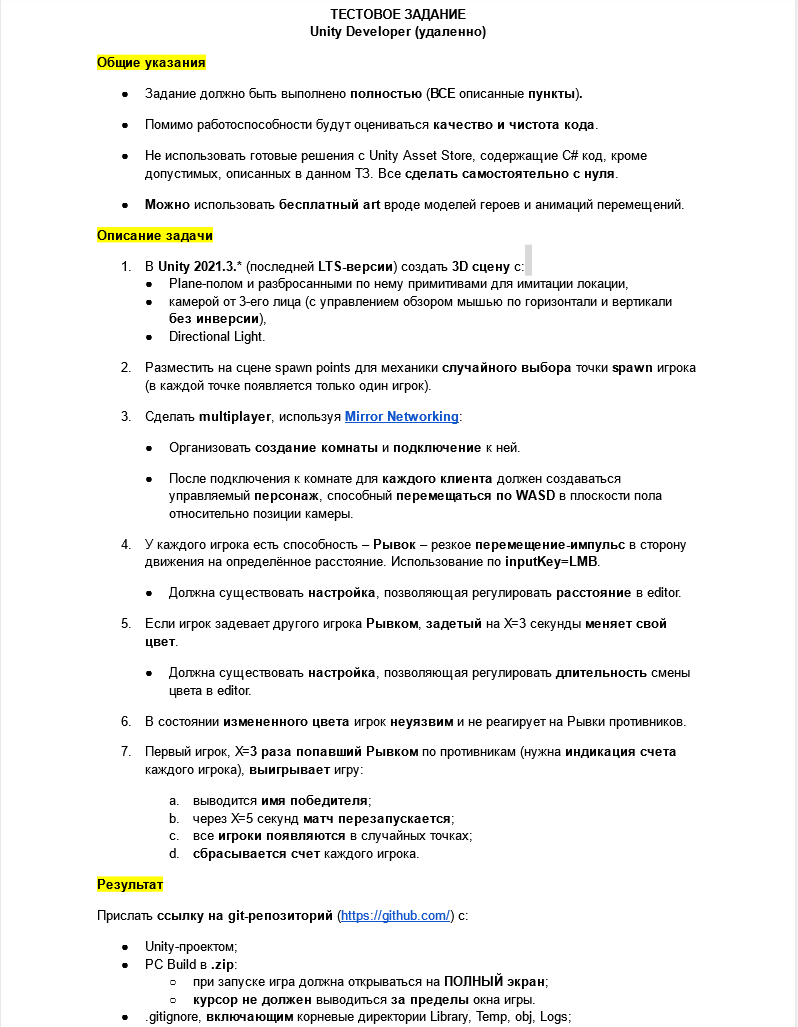 ТЕСТОВОЕ ЗАДАНИЕ
Unity Developer (удаленно)
Общие указания
● Задание должно быть выполнено полностью (ВСЕ описанные пункты).
● Помимо работоспособности будут оцениваться качество и чистота кода.
● Не использовать готовые решения с Unity Asset Store, содержащие C# код, кроме
допустимых, описанных в данном ТЗ. Все сделать самостоятельно с нуля.
● Можно использовать бесплатный art вроде моделей героев и анимаций перемещений.
Описание задачи
1. В Unity 2021.3.* (последней LTS-версии) создать 3D сцену с:
● Plane-полом и разбросанными по нему примитивами для имитации локации,
● камерой от 3-его лица (с управлением обзором мышью по горизонтали и вертикали
без инверсии),
● Directional Light.
2. Разместить на сцене spawn points для механики случайного выбора точки spawn игрока
(в каждой точке появляется только один игрок).
3. Сделать multiplayer, используя Mirror Networking:
● Организовать создание комнаты и подключение к ней.
● После подключения к комнате для каждого клиента должен создаваться
управляемый персонаж, способный перемещаться по WASD в плоскости пола
относительно позиции камеры.
4. У каждого игрока есть способность – Рывок – резкое перемещение-импульс в сторону
движения на определённое расстояние. Использование по inputKey=LMB.
● Должна существовать настройка, позволяющая регулировать расстояние в editor.
5. Если игрок задевает другого игрока Рывком, задетый на X=3 секунды меняет свой
цвет.
● Должна существовать настройка, позволяющая регулировать длительность смены
цвета в editor.
6. В состоянии измененного цвета игрок неуязвим и не реагирует на Рывки противников.
7. Первый игрок, X=3 раза попавший Рывком по противникам (нужна индикация счета
каждого игрока), выигрывает игру:
a. выводится имя победителя;
b. через X=5 секунд матч перезапускается;
c. все игроки появляются в случайных точках;
d. сбрасывается счет каждого игрока.
Результат
Прислать ссылку на git-репозиторий (https://github.com/) с:
● Unity-проектом;
● PC Build в .zip:
○ при запуске игра должна открываться на ПОЛНЫЙ экран;
○ курсор не должен выводиться за пределы окна игры.
● .gitignore, включающим корневые директории Library, Temp, obj, Logs;